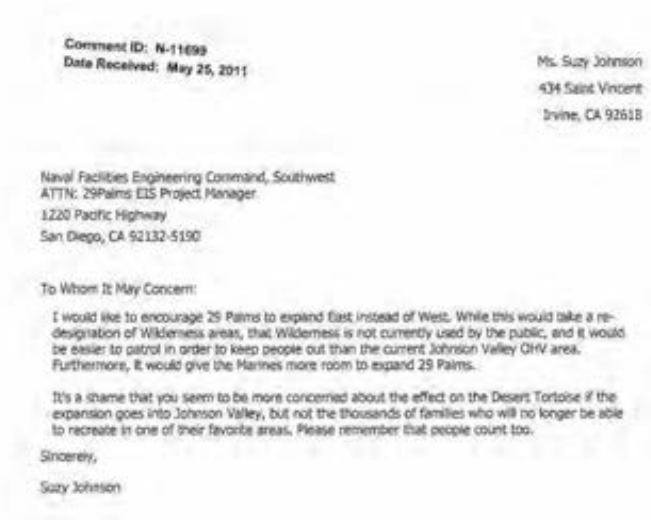 Comment ID: N-11699
Date Received: May 25, 2011
Ms. Suzy Johnson
434 Saint Vincent
Irvine, CA 92618
Naval Facilities Engineering Command, Southwest
ATTN: 29Palms EIS Project Manager
1220 Pacific Highway
San Diego, CA 92132-5190
To Whom It May Concern:
I would like to encourage 29 Palms to expand East instead of West. While this would take a re-
designation of Wilderness areas, that Wilderness is not currently used by the public, and it would
be easier to patrol in order to keep people out than the current Johnson Valley OHV area.
Furthermore, it would give the Marines more room to expand 29 Palms.
It's a shame that you seem to be more concerned about the effect on the Desert Tortoise if the
expansion goes into Johnson Valley, but not the thousands of families who will no longer be able
to recreate in one of their favorite areas. Please remember that people count too.
Sincerely,
Suzy Johnson